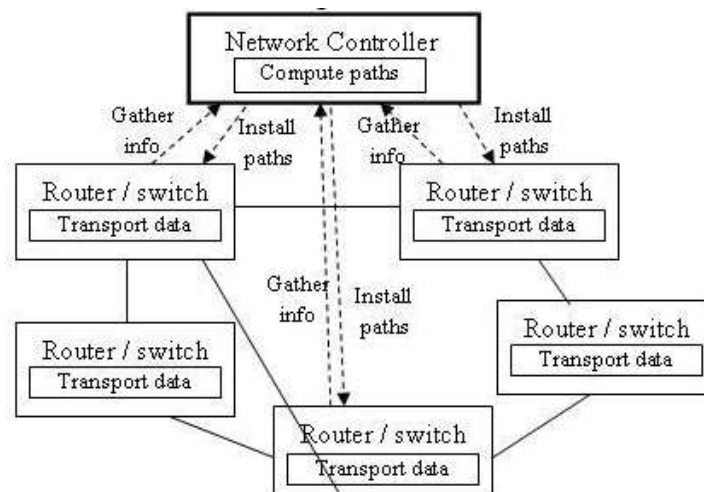 Network Controller
Compute paths
Gather
info
Install
paths
Gather
info
Install
paths
Router / switch
Transport data
Router / switch
Transport data
Gather
info
Install
paths
Router / switch
Transport data
Router / switch
Transport data
Router / switch
Transport data